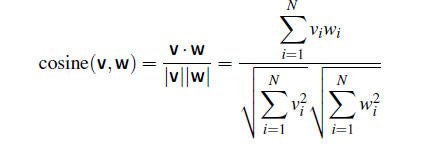 cosine(v,w) = v · w / |v||w| = ∑_{i=1}^{N} v_i w_i / √(∑_{i=1}^{N} v_i^2) √(∑_{i=1}^{N} w_i^2)